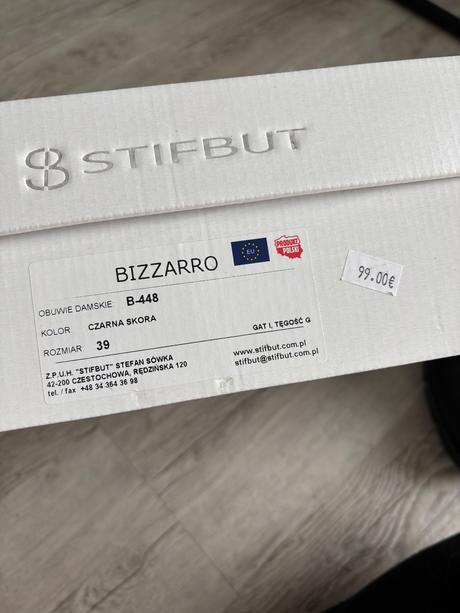 STIFBUT
BIZZARRO
EU
PRODUKT
POLSKI
99.00€
OBUWIE DAMSKIE: B-448
KOLOR: CZARNA SKORA
ROZMIAR: 39
GAT I, TĘGOŚĆ G
Z.P.U.H. "STIFBUT" STEFAN SÓWKA
42-200 CZESTOCHOWA, RĘDZIŃSKA 120
tel. / fax +48 34 364 36 98
www.stifbut.com.pl
stifbut@stifbut.com.pl